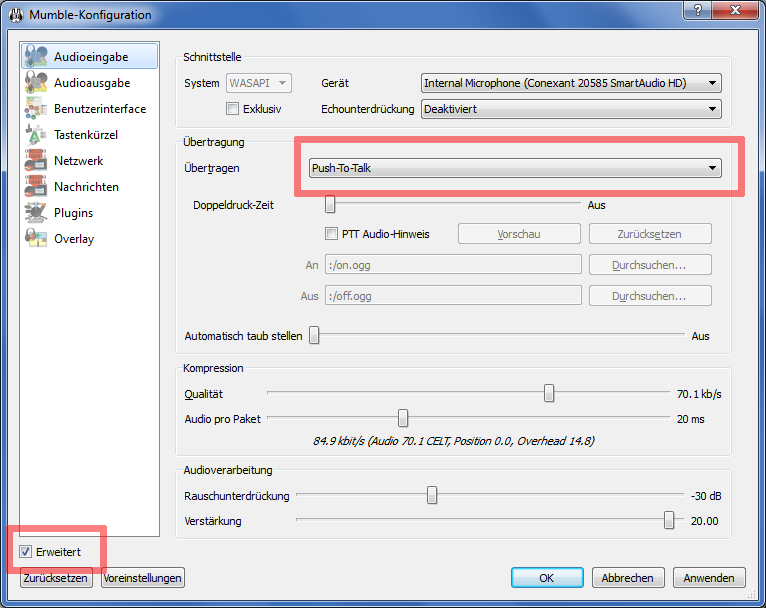 Mumble-Konfiguration
?
Audioeingabe
Audioausgabe
Benutzerinterface
Tastenkürzel
Netzwerk
Nachrichten
Plugins
Overlay
Schnittstelle
System WASAPI Gerät Internal Microphone (Conexant 20585 SmartAudio HD)
Exklusiv Echounterdrückung Deaktiviert
Übertragung
Übertragen Push-To-Talk
Doppeldruck-Zeit Aus
PTT Audio-Hinweis Vorschau Zurücksetzen
An :/on.ogg Durchsuchen...
Aus :/off.ogg Durchsuchen...
Automatisch taub stellen Aus
Kompression
Qualität 70.1 kb/s
Audio pro Paket 20 ms
84.9 kbit/s (Audio 70.1 CELT, Position 0.0, Overhead 14.8)
Audioverarbeitung
Rauschunterdrückung -30 dB
Verstärkung 20.00
Erweitert
Zurücksetzen Voreinstellungen OK Abbrechen Anwenden